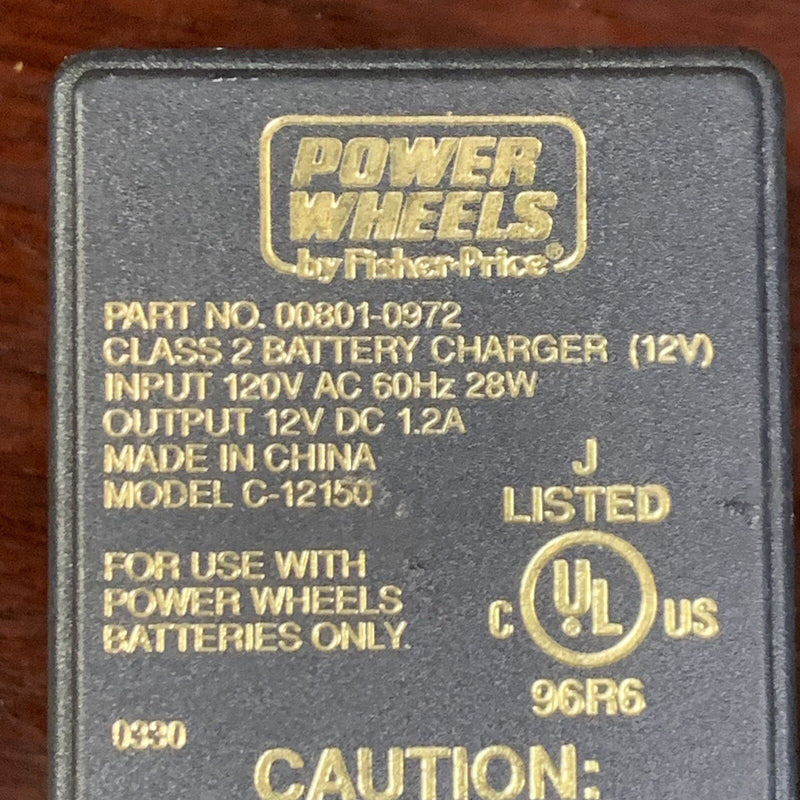 POWER
WHEELS
by Fisher-Price®
PART NO. 00801-0972
CLASS 2 BATTERY CHARGER (12V)
INPUT 120V AC 60Hz 28W
OUTPUT 12V DC 1.2A
MADE IN CHINA
MODEL C-12150
FOR USE WITH
POWER WHEELS
BATTERIES ONLY.
0330
J
LISTED
C UL US
96R6
CAUTION: